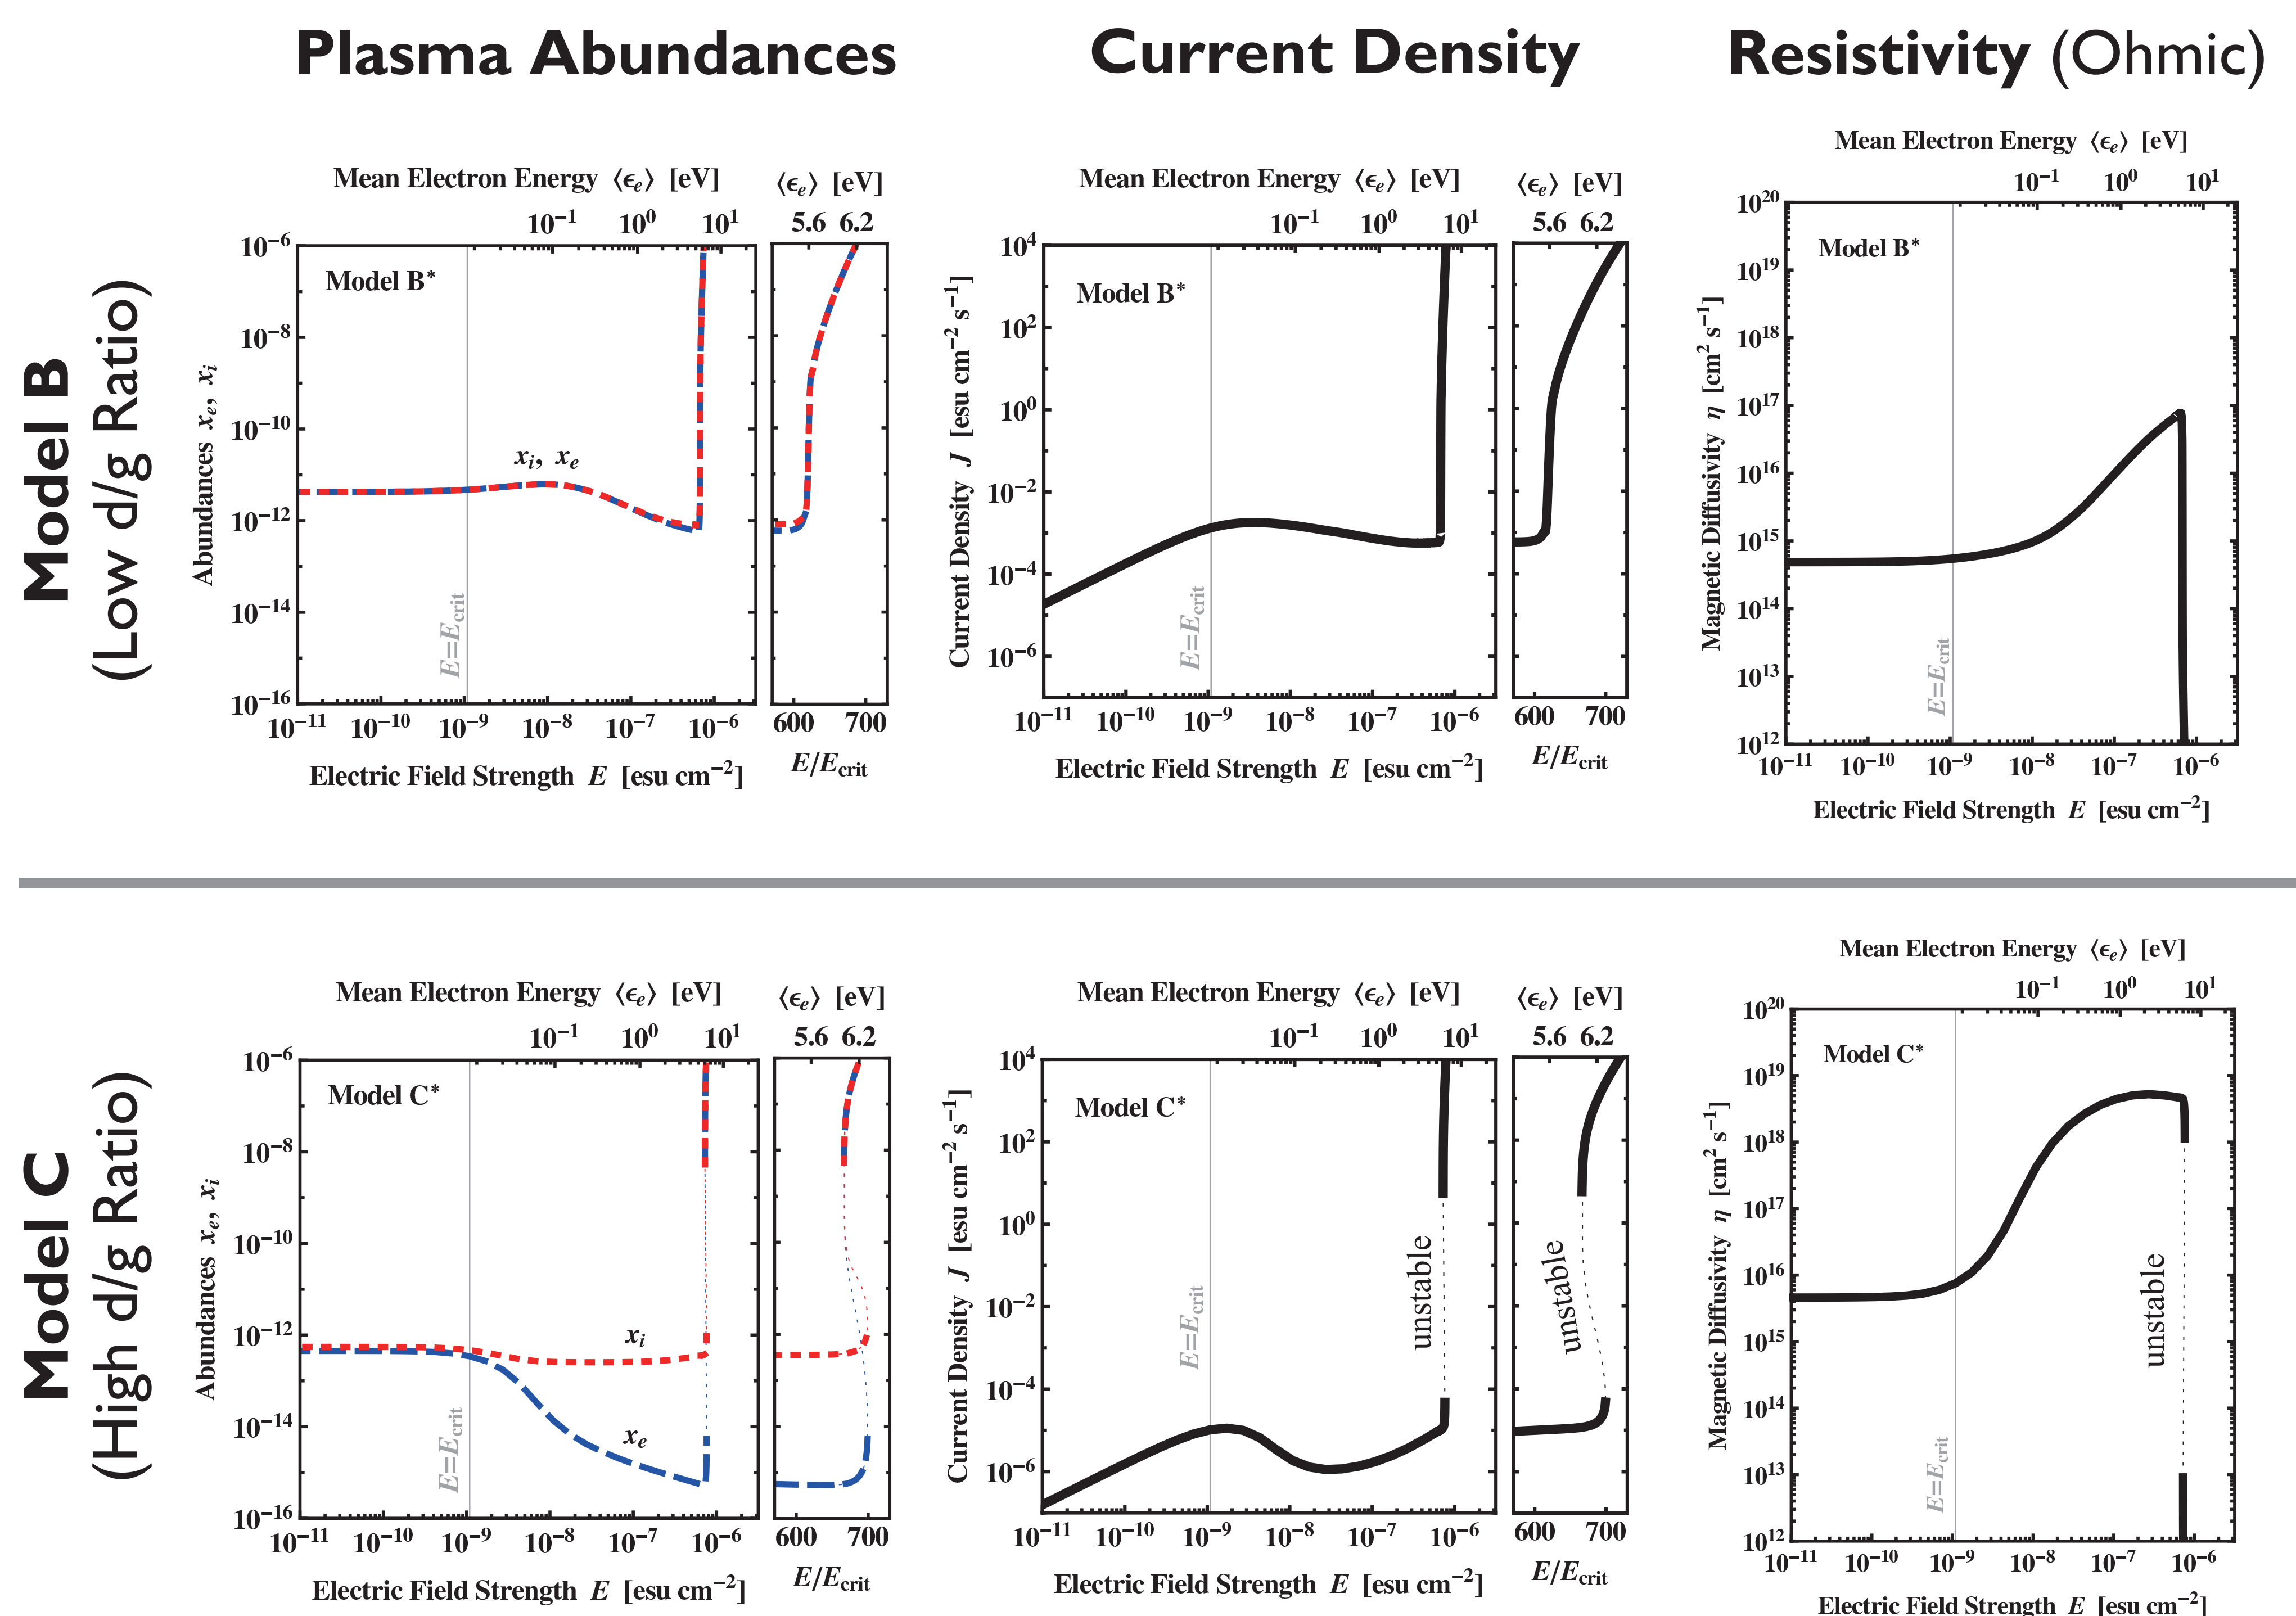 Plasma Abundances
Current Density
Resistivity (Ohmic)
Model B
(Low d/g Ratio)
Mean Electron Energy ⟨ϵe⟩ [eV]
10⁻¹ 10⁰ 10¹
⟨ϵe⟩ [eV]
5.6 6.2
Abundances xe, xi
10⁻⁶
10⁻⁸
10⁻¹⁰
10⁻¹²
10⁻¹⁴
10⁻¹⁶
Model B*
xi, xe
E=Ecrit
10⁻¹¹ 10⁻¹⁰ 10⁻⁹ 10⁻⁸ 10⁻⁷ 10⁻⁶
Electric Field Strength E [esu cm⁻²]
600 700
E/Ecrit
Mean Electron Energy ⟨ϵe⟩ [eV]
10⁻¹ 10⁰ 10¹
⟨ϵe⟩ [eV]
5.6 6.2
Current Density J [esu cm⁻² s⁻¹]
10⁴
10²
10⁰
10⁻²
10⁻⁴
10⁻⁶
Model B*
E=Ecrit
10⁻¹¹ 10⁻¹⁰ 10⁻⁹ 10⁻⁸ 10⁻⁷ 10⁻⁶
Electric Field Strength E [esu cm⁻²]
600 700
E/Ecrit
Mean Electron Energy ⟨ϵe⟩ [eV]
10⁻¹ 10⁰ 10¹
Magnetic Diffusivity η [cm² s⁻¹]
10²⁰
10¹⁹
10¹⁸
10¹⁷
10¹⁶
10¹⁵
10¹⁴
10¹³
10¹²
Model B*
E=Ecrit
10⁻¹¹ 10⁻¹⁰ 10⁻⁹ 10⁻⁸ 10⁻⁷ 10⁻⁶
Electric Field Strength E [esu cm⁻²]
Model C
(High d/g Ratio)
Mean Electron Energy ⟨ϵe⟩ [eV]
10⁻¹ 10⁰ 10¹
⟨ϵe⟩ [eV]
5.6 6.2
Abundances xe, xi
10⁻⁶
10⁻⁸
10⁻¹⁰
10⁻¹²
10⁻¹⁴
10⁻¹⁶
Model C*
xi
xe
E=Ecrit
10⁻¹¹ 10⁻¹⁰ 10⁻⁹ 10⁻⁸ 10⁻⁷ 10⁻⁶
Electric Field Strength E [esu cm⁻²]
600 700
E/Ecrit
Mean Electron Energy ⟨ϵe⟩ [eV]
10⁻¹ 10⁰ 10¹
⟨ϵe⟩ [eV]
5.6 6.2
Current Density J [esu cm⁻² s⁻¹]
10⁴
10²
10⁰
10⁻²
10⁻⁴
10⁻⁶
Model C*
E=Ecrit
unstable
unstable
10⁻¹¹ 10⁻¹⁰ 10⁻⁹ 10⁻⁸ 10⁻⁷ 10⁻⁶
Electric Field Strength E [esu cm⁻²]
600 700
E/Ecrit
Mean Electron Energy ⟨ϵe⟩ [eV]
10⁻¹ 10⁰ 10¹
Magnetic Diffusivity η [cm² s⁻¹]
10²⁰
10¹⁹
10¹⁸
10¹⁷
10¹⁶
10¹⁵
10¹⁴
10¹³
10¹²
Model C*
E=Ecrit
unstable
10⁻¹¹ 10⁻¹⁰ 10⁻⁹ 10⁻⁸ 10⁻⁷ 10⁻⁶
Electric Field Strength E [esu cm⁻²]